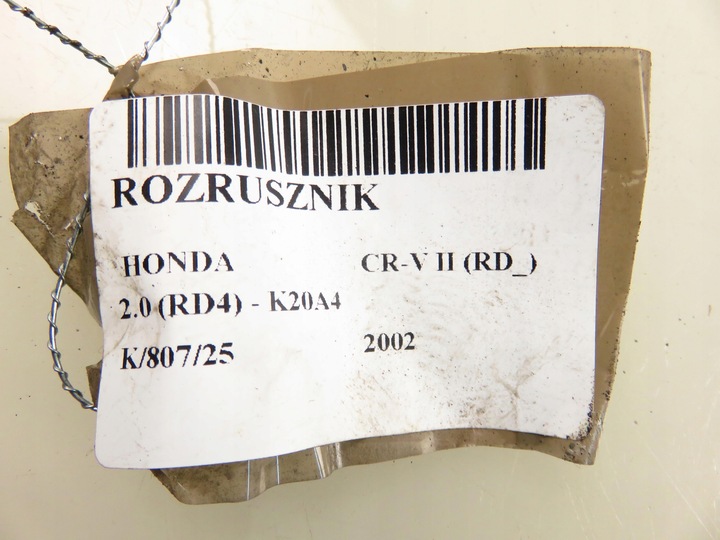 ROZRUSZNIK
HONDA CR-V II (RD_)
2.0 (RD4) - K20A4
K/807/25 2002